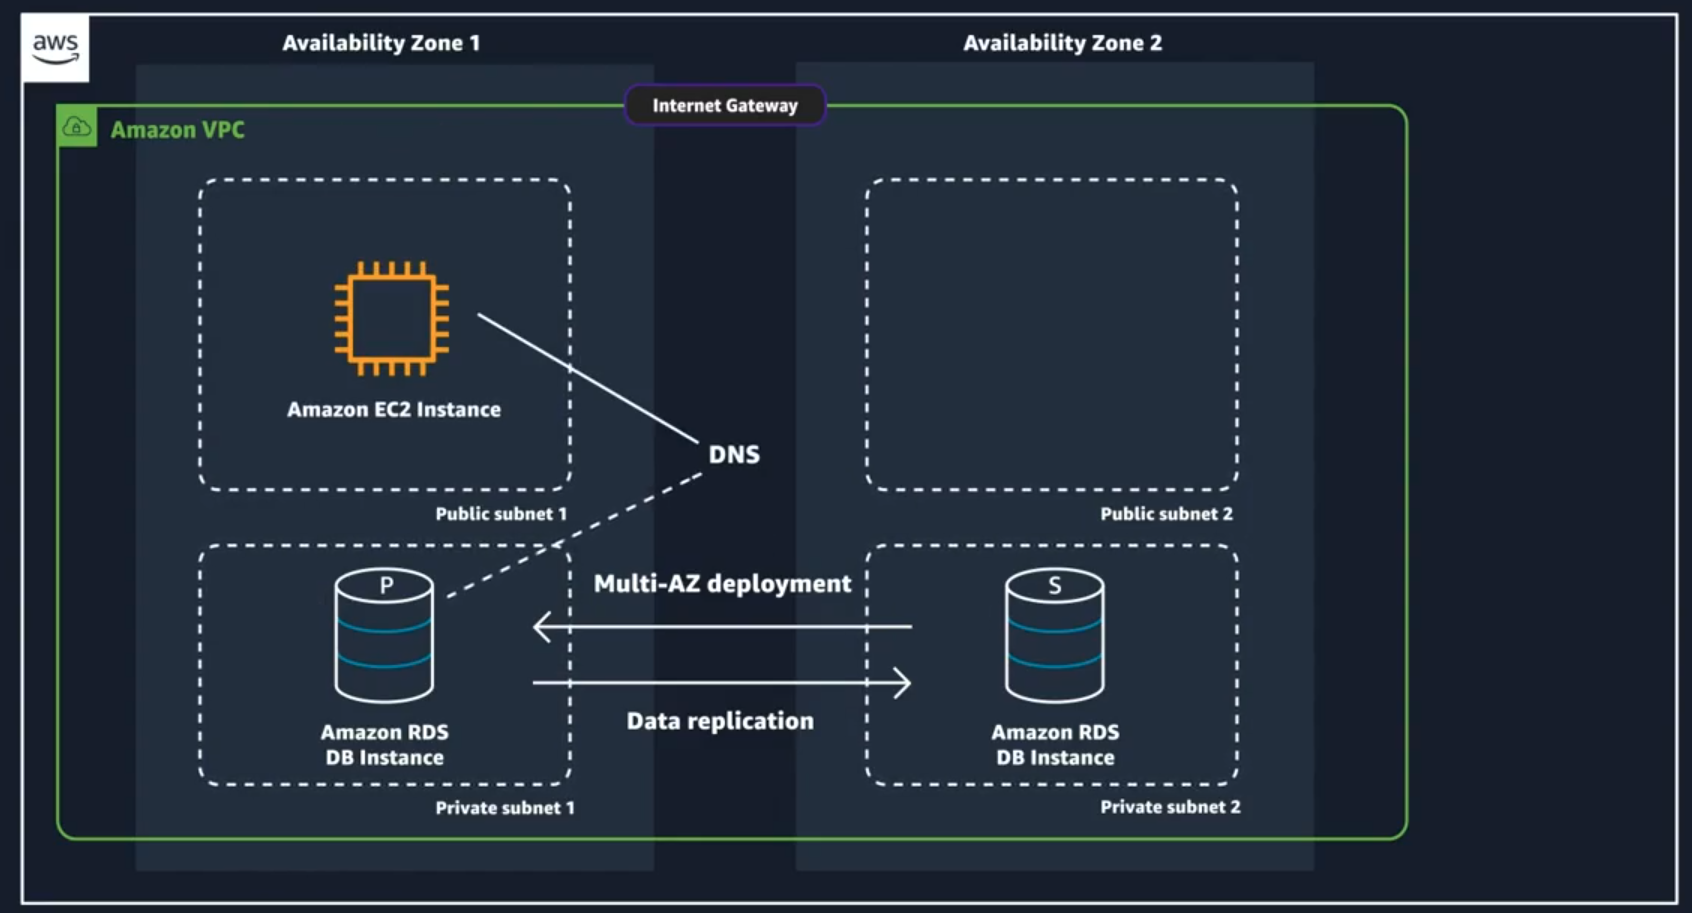 aws
Availability Zone 1
Availability Zone 2
Internet Gateway
Amazon VPC
Amazon EC2 Instance
DNS
Public subnet 1
Public subnet 2
P
Multi-AZ deployment
S
Data replication
Amazon RDS
DB Instance
Amazon RDS
DB Instance
Private subnet 1
Private subnet 2